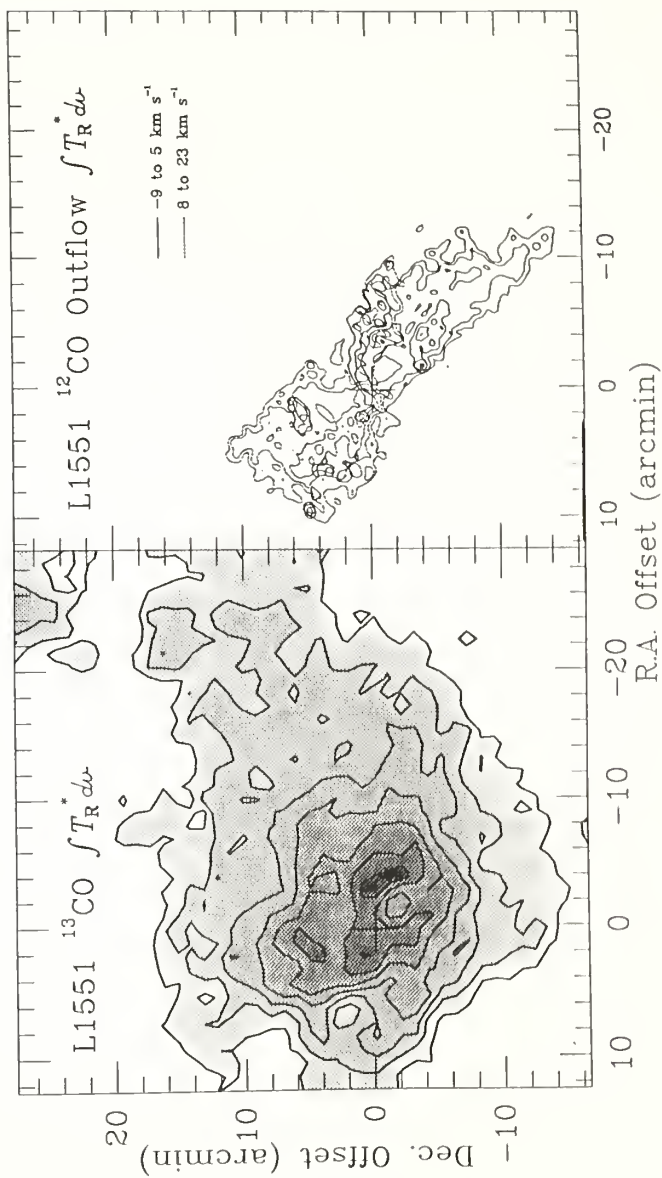 L1551 ¹³CO ∫T*R dv
L1551 ¹²CO Outflow ∫T*R dv
-9 to 5 km s⁻¹
8 to 23 km s⁻¹
Dec. Offset (arcmin)
20
10
0
-10
10
0
-10
-20
10
0
-10
-20
R.A. Offset (arcmin)